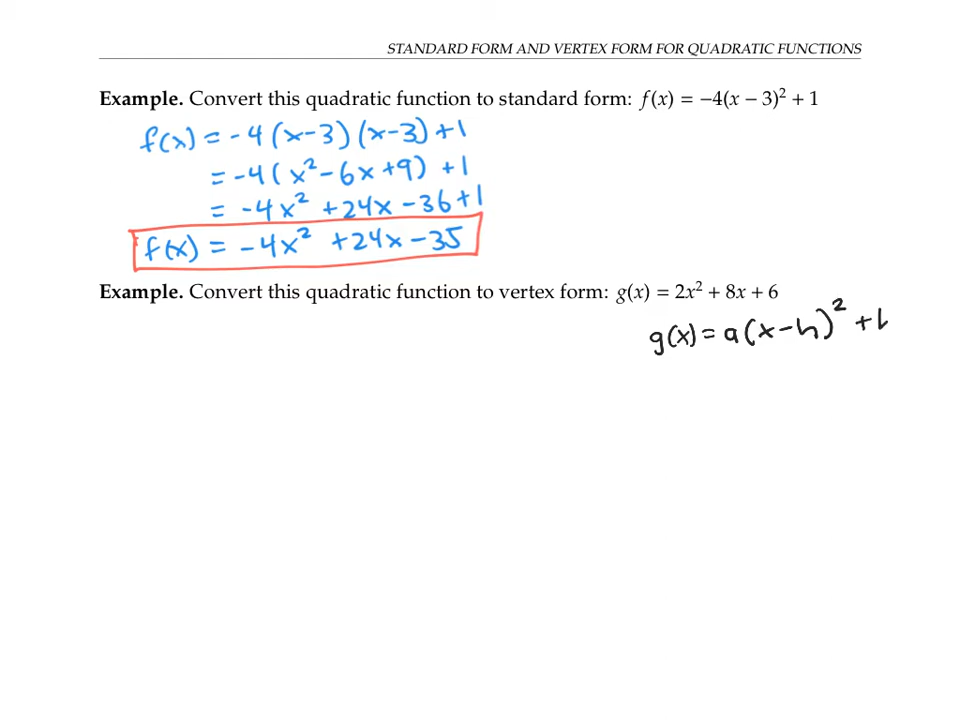 STANDARD FORM AND VERTEX FORM FOR QUADRATIC FUNCTIONS
Example. Convert this quadratic function to standard form: f(x) = −4(x − 3)² + 1
f(x) = -4(x-3)(x-3)+1
= -4(x²-6x+9) +1
= -4x² +24x -36+1
f(x) = -4x² +24x -35
Example. Convert this quadratic function to vertex form: g(x) = 2x² + 8x + 6
g(x) = a(x-h)² +